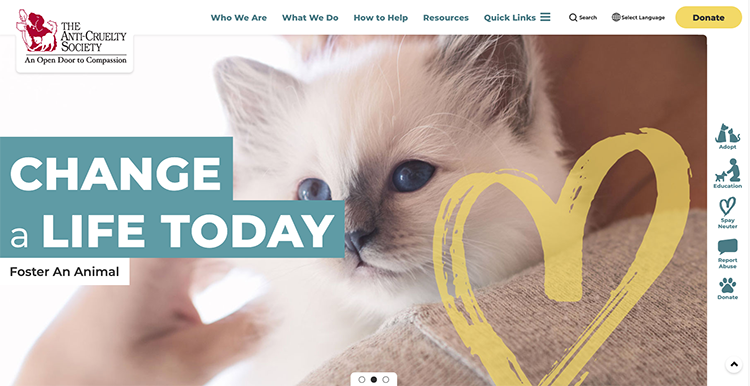 THE
ANTI-CRUELTY
SOCIETY
An Open Door to Compassion
Who We Are
What We Do
How to Help
Resources
Quick Links
Search
Select Language
Donate
CHANGE
a LIFE TODAY
Foster An Animal
Adopt
Education
Spay
Neuter
Report
Abuse
Donate